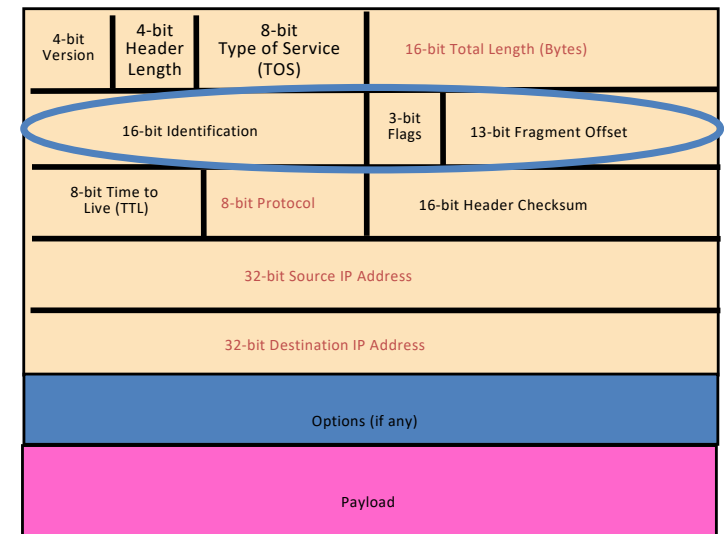 4-bit
Version
4-bit
Header
Length
8-bit
Type of Service
(TOS)
16-bit Total Length (Bytes)
16-bit Identification
3-bit
Flags
13-bit Fragment Offset
8-bit Time to
Live (TTL)
8-bit Protocol
16-bit Header Checksum
32-bit Source IP Address
32-bit Destination IP Address
Options (if any)
Payload